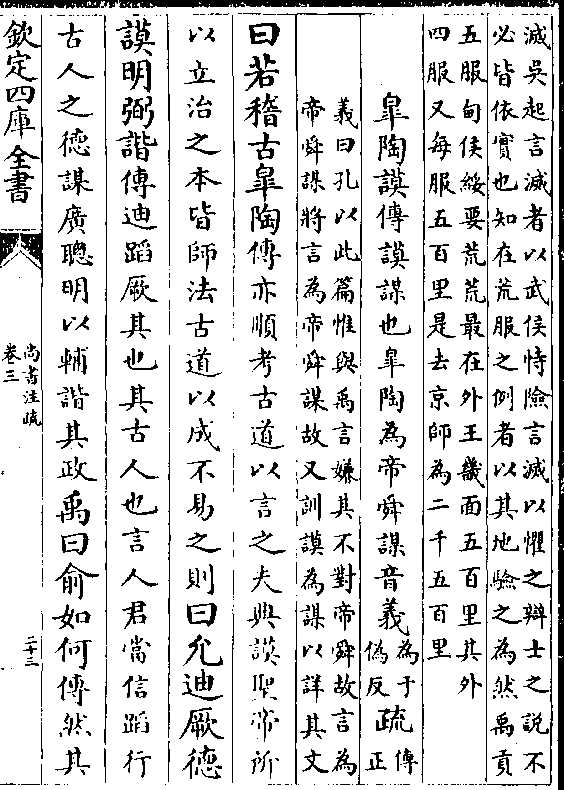 滅吳起言滅者以武侯恃險言滅以懼之辯士之說不
必皆依實也知在荒服之例者以其地驗之為然禹貢
五服甸侯綏要荒荒最在外王畿面五百里其外
四服又每服五百里是去京師為二千五百里
臯陶謨傳謨謀也臯陶為帝舜謀音義為于
偽反疏傳
正
義曰孔以此篇惟與禹言嫌其不對帝舜故言為
帝舜謀將言為帝舜謀故又訓謨為謀以詳其文
曰若稽古臯陶傳亦順考古道以言之夫典謨聖帝所
以立治之本皆師法古道以成不易之則曰允迪厥德
謨明弼諧傳迪蹈厥其也其古人也言人君當信蹈行
古人之德謀廣聰明以輔諧其政禹曰俞如何傳然其
欽定四庫全書
尚書注疏
卷三
二十三